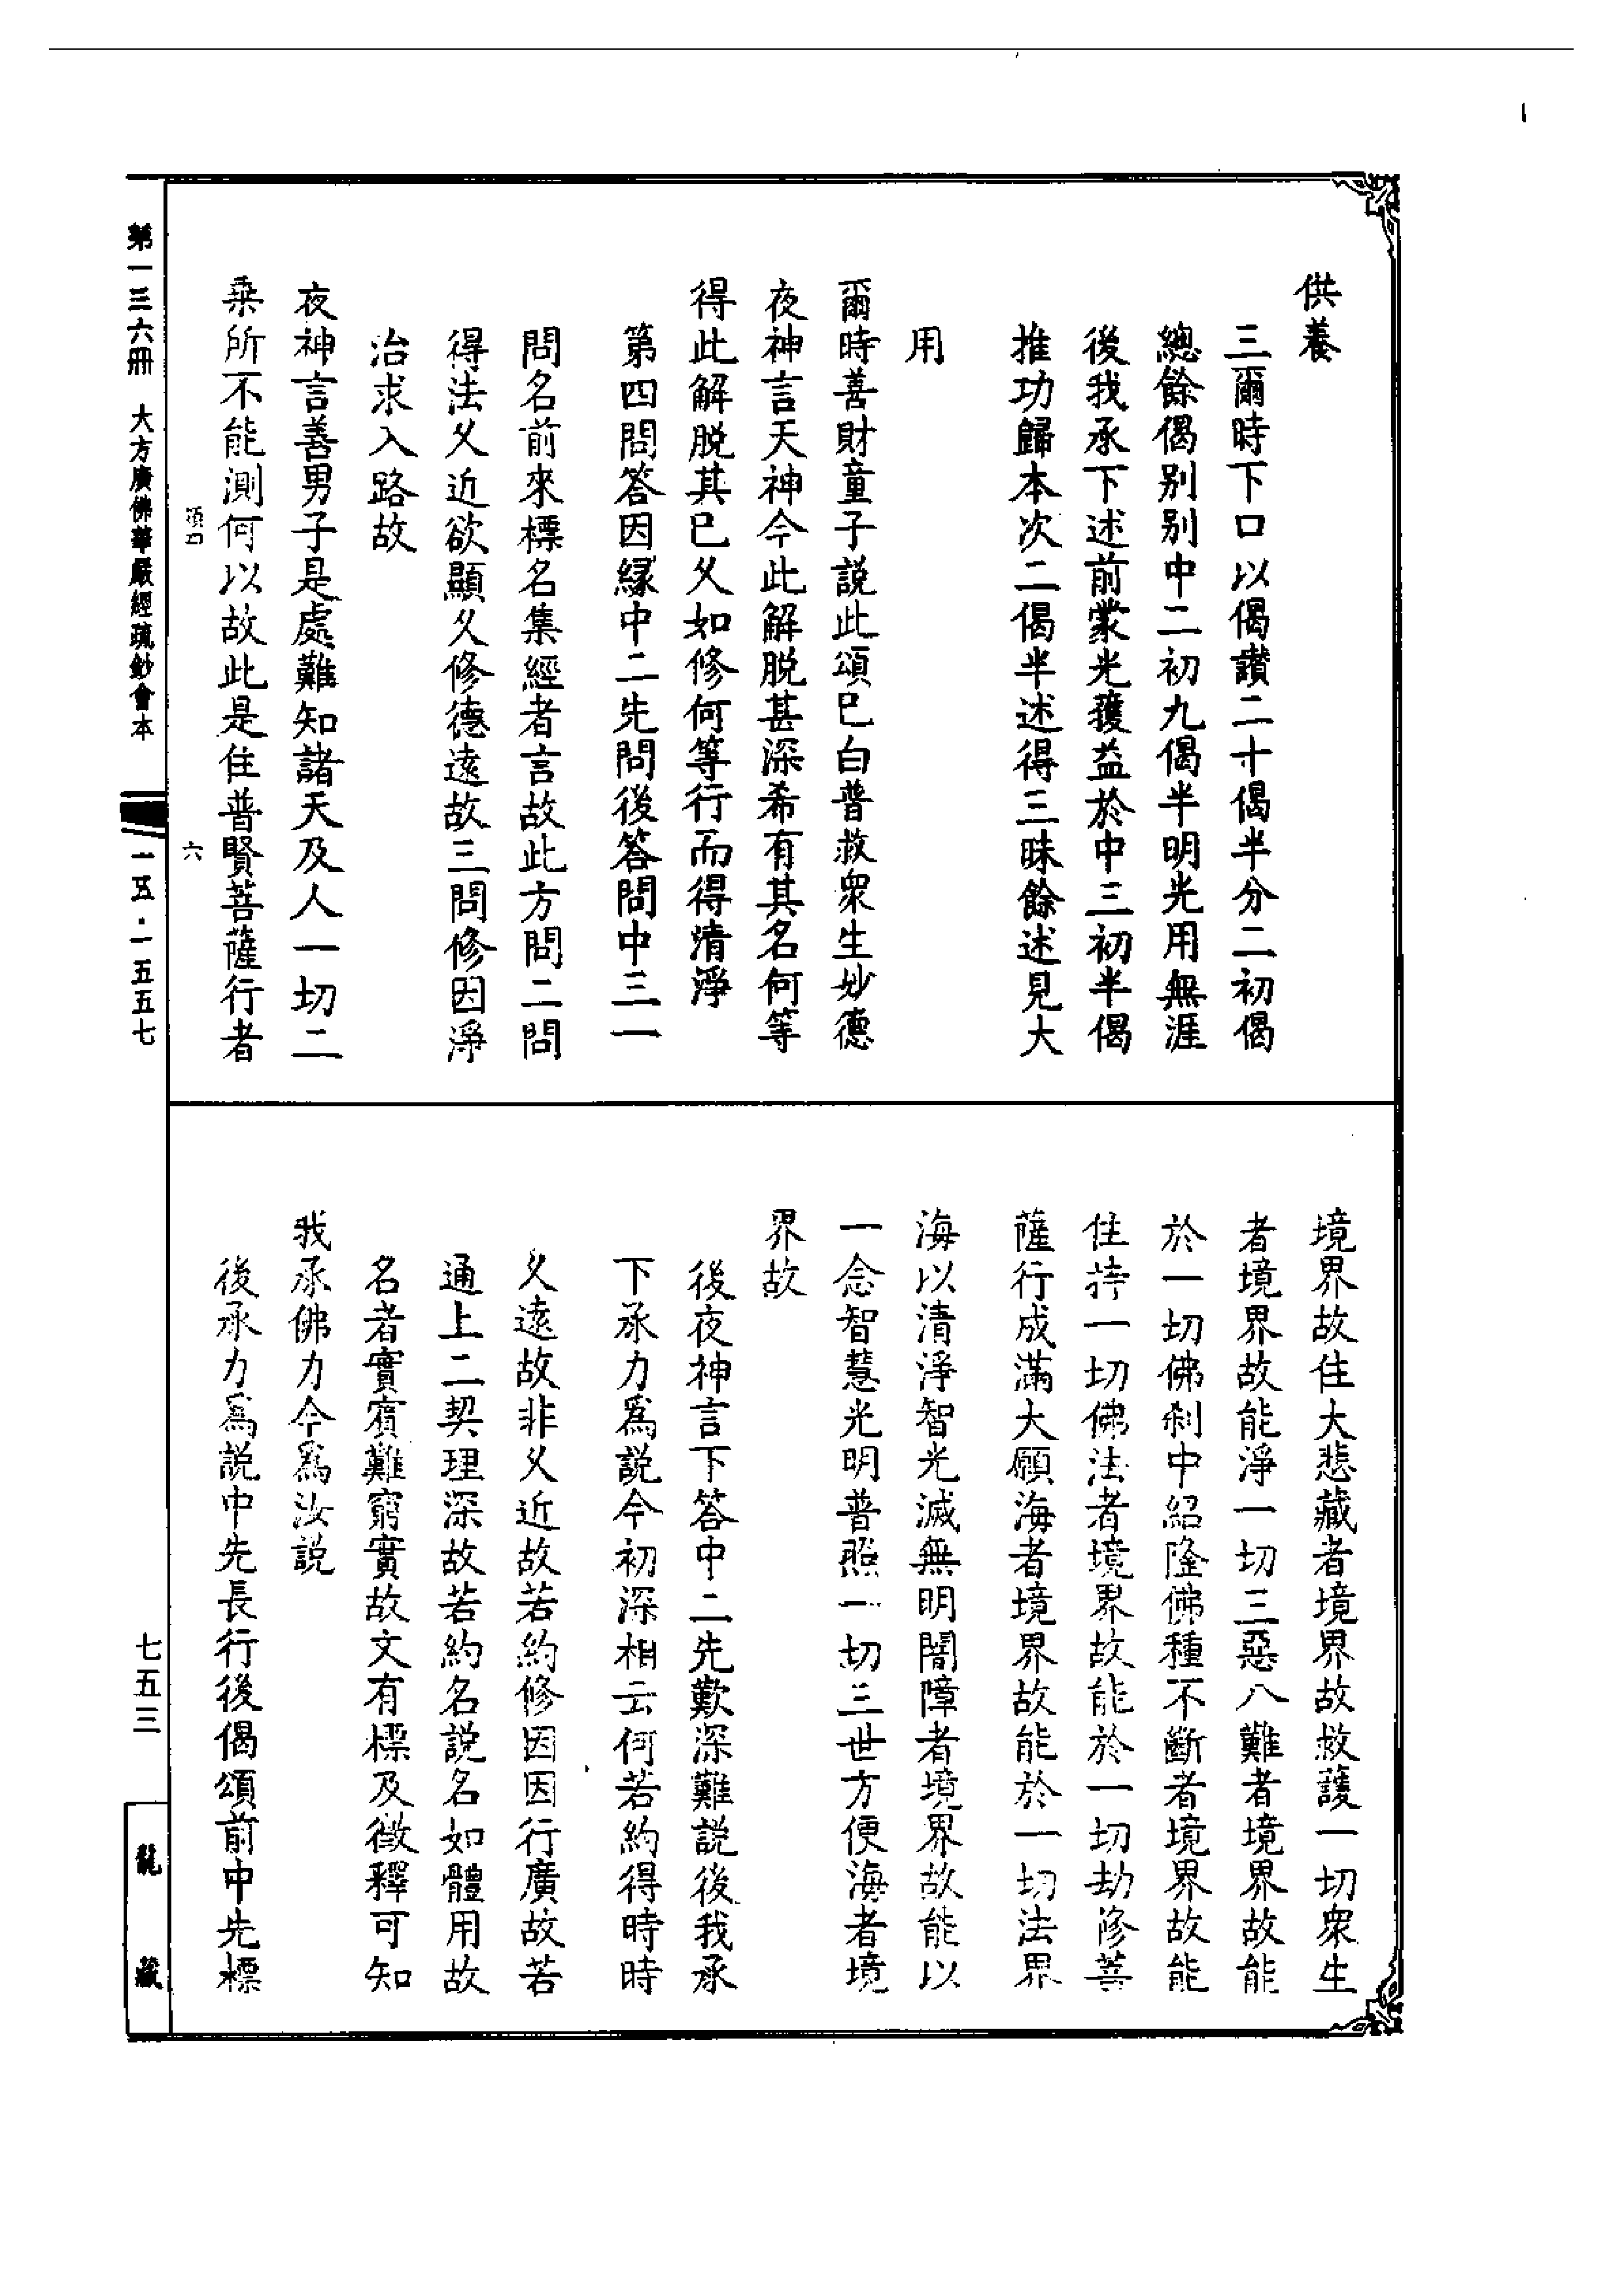 供養
三爾時下口以偈讃二十偈半分二初偈
總餘偈别别中二初九偈半明光用無涯
後我承下述前蒙光獲益於中三初半偈
推功歸本次二偈半述得三昧餘述見大
用
爾時善財童子説此頌已白普救衆生妙德
夜神言天神今此解脱甚深希有其名何等
得此解脱其已乆如修何等行而得清淨
第四問答因縁中二先問後答問中三一
問名前來標名集經者言故此方問二問
得法乆近欲顯乆修德遠故三問修因淨
治求入路故
夜神言善男子是處難知諸天及人一切二
乗所不能測何以故此是住普賢菩薩行者
境界故住大悲藏者境界故救護一切衆生
者境界故能淨一切三惡八難者境界故能
於一切佛刹中紹隆佛種不斷者境界故能
住持一切佛法者境界故能於一切劫修菩
薩行成滿大願海者境界故能於一切法界
海以清淨智光滅無明闇障者境界故能以
一念智慧光明普照一切三世方便海者境
界故
後夜神言下答中二先歎深難説後我承
下承力爲説今初深相云何若約得時時
乆遠故非乆近故若約修因因行廣故若
通上二契理深故若約名説名如體用故
名者實賓難窮實故文有標及徴釋可知
我承佛力今爲汝説
後承力爲説中先長行後偈頌前中先標
第一三六冊 大方廣佛華嚴經疏鈔會本 一五·一五五七
六
七五三
龍藏